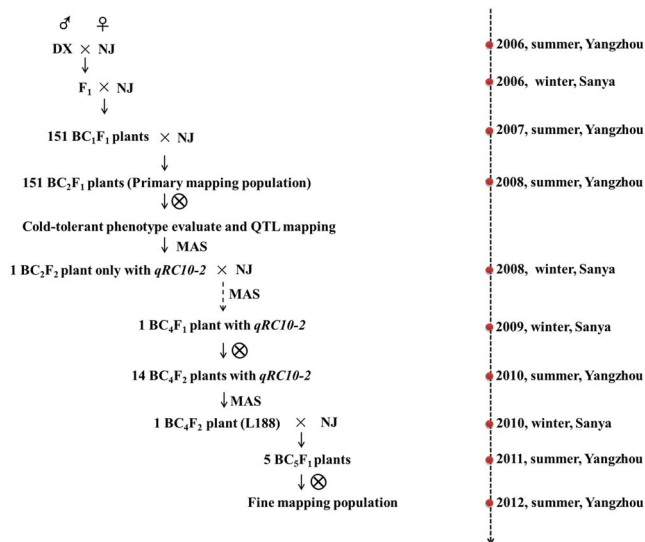 ♂ ♀
DX × NJ
F1 × NJ
151 BC1F1 plants × NJ
151 BC2F1 plants (Primary mapping population)
Cold-tolerant phenotype evaluate and QTL mapping
MAS
1 BC2F2 plant only with qRC10-2 × NJ
MAS
1 BC4F1 plant with qRC10-2
14 BC4F2 plants with qRC10-2
MAS
1 BC4F2 plant (L188) × NJ
5 BC5F1 plants
Fine mapping population
2006, summer, Yangzhou
2006, winter, Sanya
2007, summer, Yangzhou
2008, summer, Yangzhou
2008, winter, Sanya
2009, winter, Sanya
2010, summer, Yangzhou
2010, winter, Sanya
2011, summer, Yangzhou
2012, summer, Yangzhou